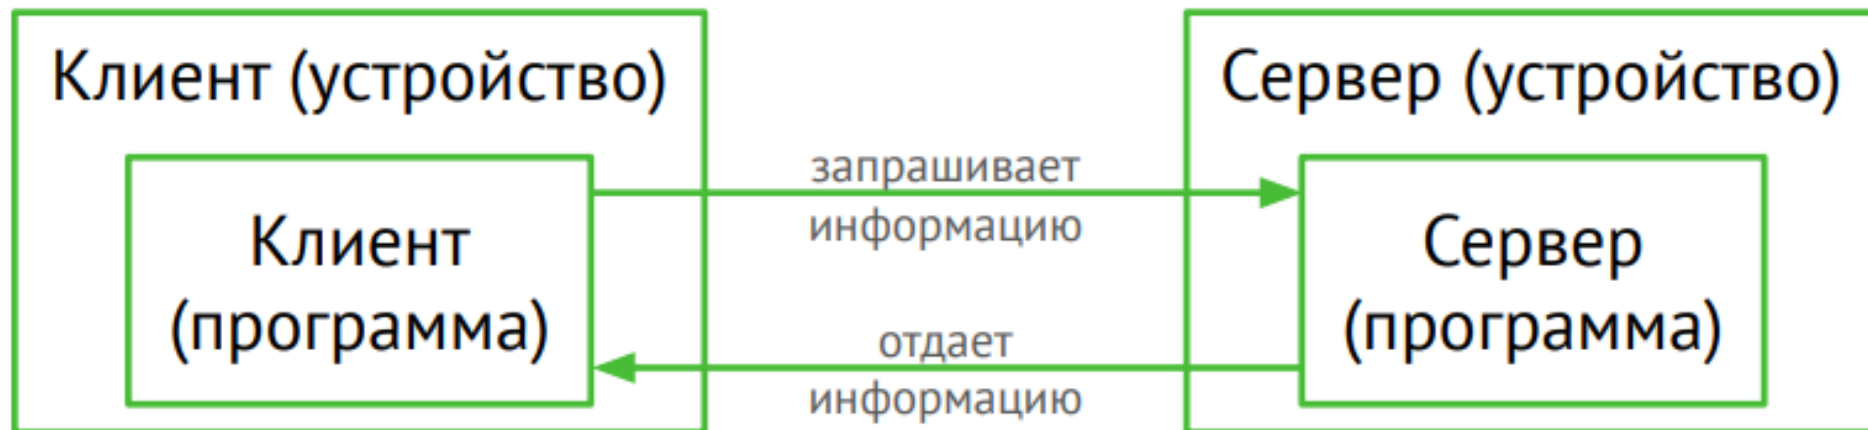 Клиент (устройство)
Сервер (устройство)
Клиент
(программа)
запрашивает
информацию
отдает
информацию
Сервер
(программа)